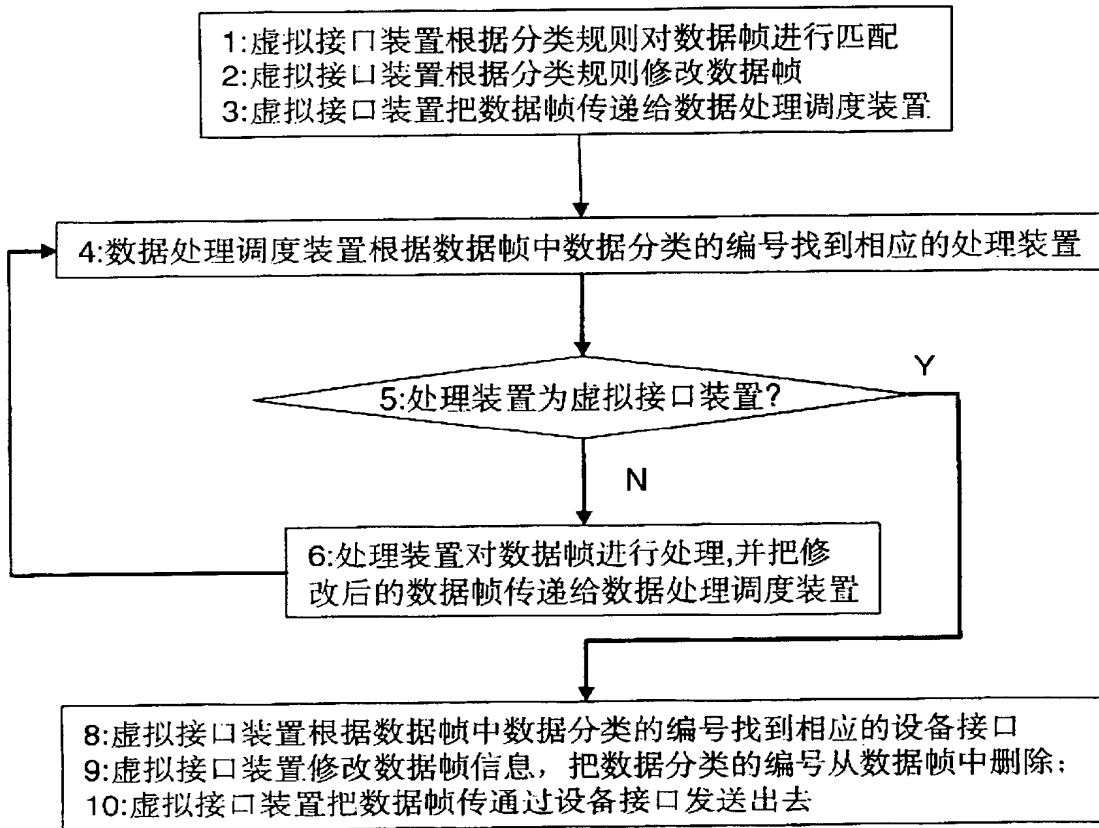 1:虚拟接口装置根据分类规则对数据帧进行匹配
2:虚拟接口装置根据分类规则修改数据帧
3:虚拟接口装置把数据帧传递给数据处理调度装置
4:数据处理调度装置根据数据帧中数据分类的编号找到相应的处理装置
5:处理装置为虚拟接口装置?
Y
N
6:处理装置对数据帧进行处理,并把修
改后的数据帧传递给数据处理调度装置
8:虚拟接口装置根据数据帧中数据分类的编号找到相应的设备接口
9:虚拟接口装置修改数据帧信息，把数据分类的编号从数据帧中删除；
10:虚拟接口装置把数据帧传通过设备接口发送出去